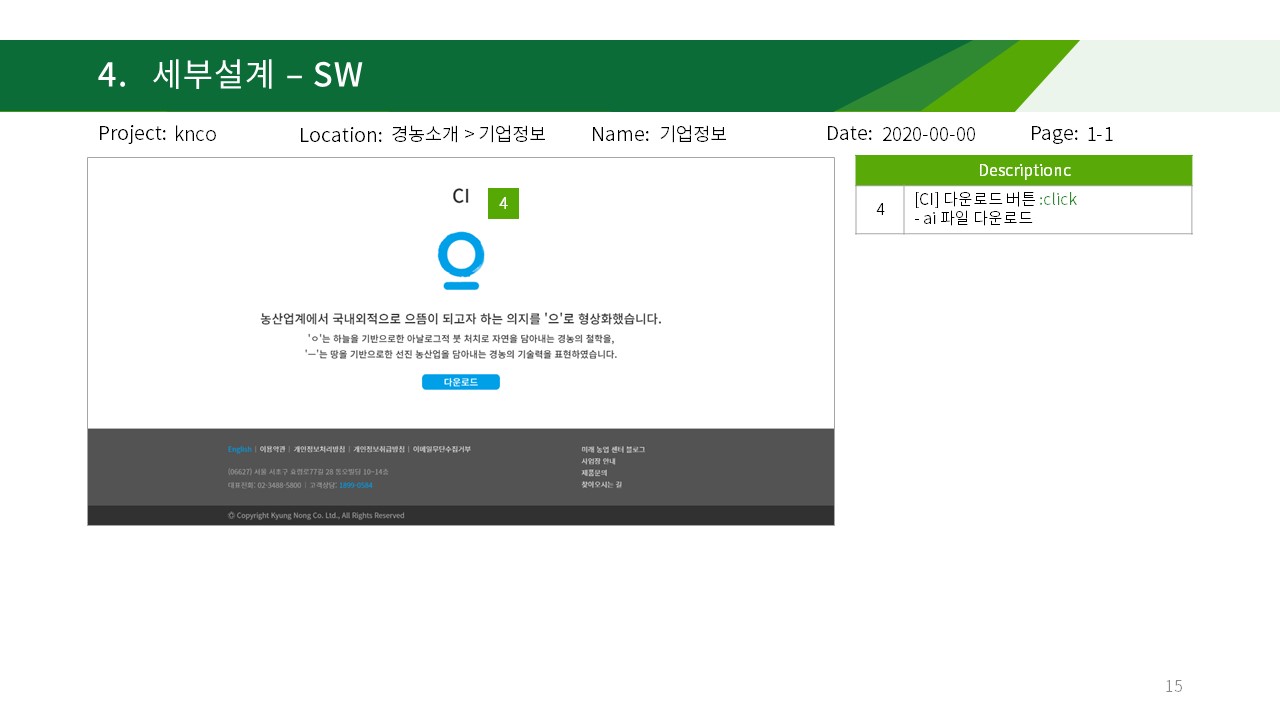 4. 세부설계 – SW
Project: knco Location: 경농소개 > 기업정보 Name: 기업정보 Date: 2020-00-00 Page: 1-1
CI 4
농산업계에서 국내외적으로 으뜸이 되고자 하는 의지를 '으'로 형상화했습니다.
'ㅇ'는 하늘을 기반으로한 아날로그적 붓 처치로 자연을 담아내는 경농의 철학을,
'ㅡ'는 땅을 기반으로한 선진 농산업을 담아내는 경농의 기술력을 표현하였습니다.
다운로드
English | 이용약관 | 개인정보처리방침 | 개인정보취급방침 | 이메일무단수집거부
(06627) 서울 서초구 효령로77길 28 동오빌딩 10~14층
대표전화: 02-3488-5800 | 고객상담: 1899-0584
미래 농업 센터 블로그
사업장 안내
제품문의
찾아오시는 길
© Copyright Kyung Nong Co. Ltd., All Rights Reserved
Descriptionc
4 [CI] 다운로드 버튼 :click
- ai 파일 다운로드
15